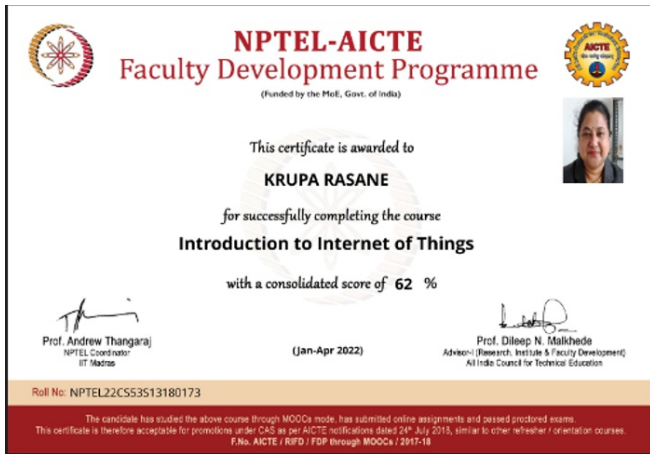 NPTEL-AICTE
Faculty Development Programme
(Funded by the MoE, Govt. of India)
AICTE
This certificate is awarded to
KRUPA RASANE
for successfully completing the course
Introduction to Internet of Things
with a consolidated score of 62 %
Prof. Andrew Thangaraj
NPTEL Coordinator
IIT Madras
(Jan-Apr 2022)
Prof. Dileep N. Malkhede
Advisor-I (Research, Institute & Faculty Development)
All India Council for Technical Education
Roll No: NPTEL22CS53S13180173
The candidate has studied the above course through MOOCs mode, has submitted online assignments and passed proctored exams.
This certificate is therefore acceptable for promotions under CAS as per AICTE notifications dated 24th July 2018, similar to other refresher / orientation courses.
F.No. AICTE / RIFD / FDP through MOOCs / 2017-18